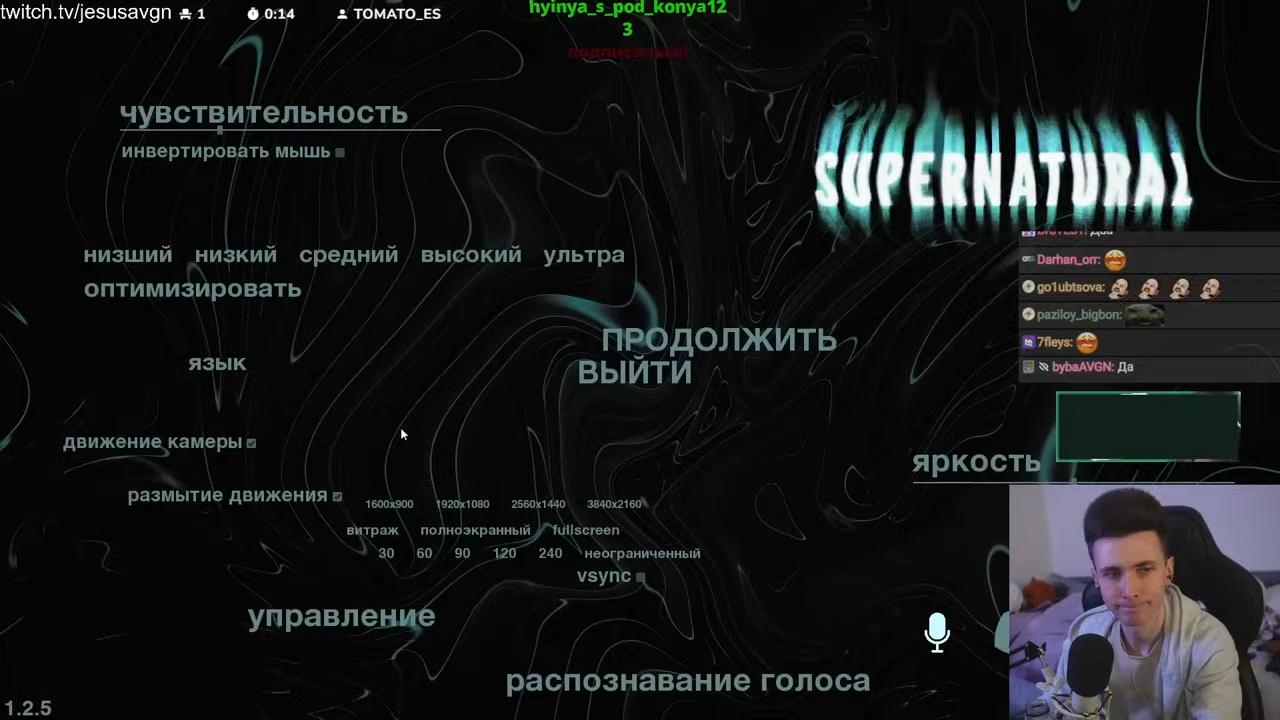 twitch.tv/jesusavgn 1 0:14 TOMATO_ES
hyinya_s_pod_konya12
3
подписались!
чувствительность
инвертировать мышь
SUPERNATURAL
низший низкий средний высокий ультра
оптимизировать
Darhan_orr:
go1ubtsova:
paziloy_bigbon:
7fleys:
bybaAVGN: Да
ПРОДОЛЖИТЬ
ВЫЙТИ
язык
движение камеры
яркость
размытие движения
1600x900 1920x1080 2560x1440 3840x2160
витраж полноэкранный fullscreen
30 60 90 120 240 неограниченный
vsync
управление
распознавание голоса
1.2.5